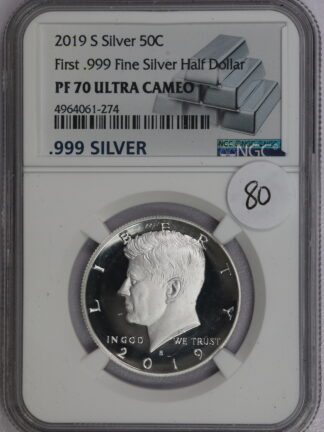 2019 S Silver 50C
First .999 Fine Silver Half Dollar
PF 70 ULTRA CAMEO
4964061-274
.999 SILVER
NGC
80
LIBERTY
IN GOD WE TRUST
S
2019